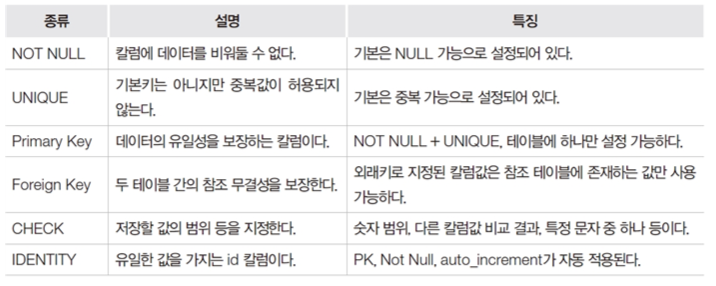 종류 설명 특징
NOT NULL 칼럼에 데이터를 비워둘 수 없다. 기본은 NULL 가능으로 설정되어 있다.
UNIQUE 기본키는 아니지만 중복값이 허용되지
않는다. 기본은 중복 가능으로 설정되어 있다.
Primary Key 데이터의 유일성을 보장하는 칼럼이다. NOT NULL + UNIQUE, 테이블에 하나만 설정 가능하다.
Foreign Key 두 테이블 간의 참조 무결성을 보장한다. 외래키로 지정된 칼럼값은 참조 테이블에 존재하는 값만 사용
가능하다.
CHECK 저장할 값의 범위 등을 지정한다. 숫자 범위, 다른 칼럼값 비교 결과, 특정 문자 중 하나 등이다.
IDENTITY 유일한 값을 가지는 id 칼럼이다. PK, Not Null, auto_increment가 자동 적용된다.